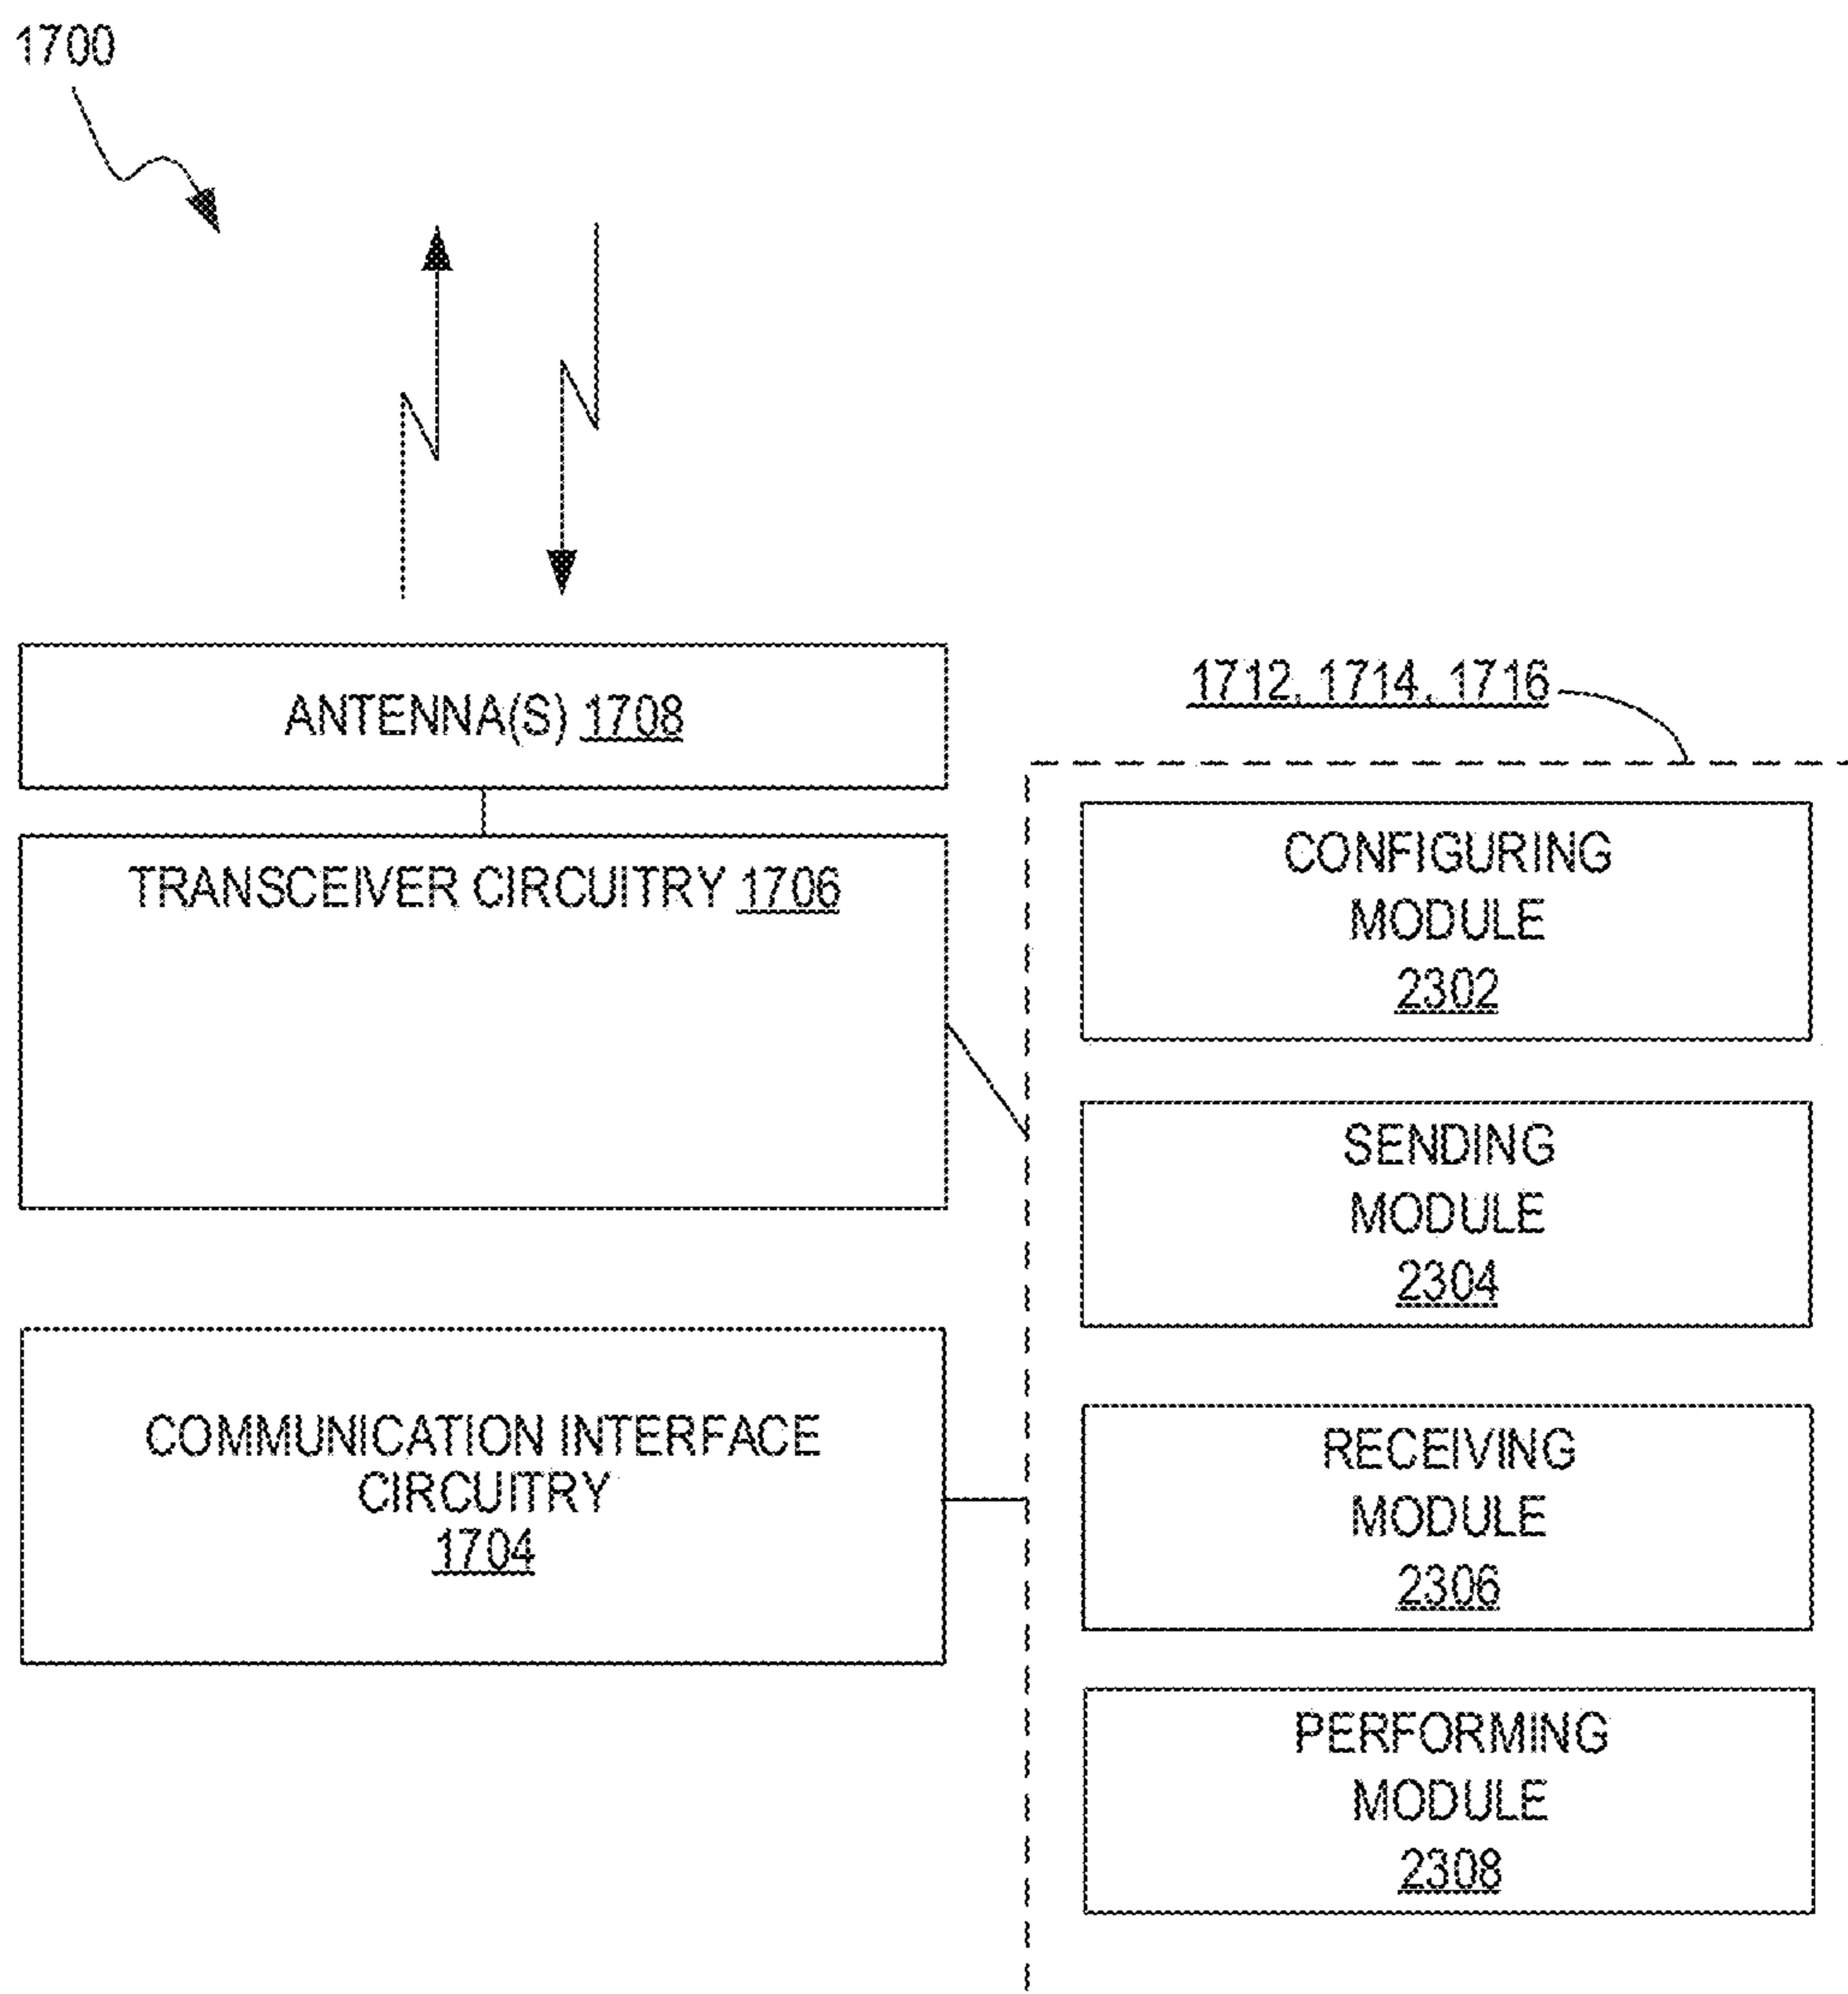 1700
ANTENNA(S) 1708
TRANSCEIVER CIRCUITRY 1706
COMMUNICATION INTERFACE
CIRCUITRY
1704
1712, 1714, 1716
CONFIGURING
MODULE
2302
SENDING
MODULE
2304
RECEIVING
MODULE
2306
PERFORMING
MODULE
2308